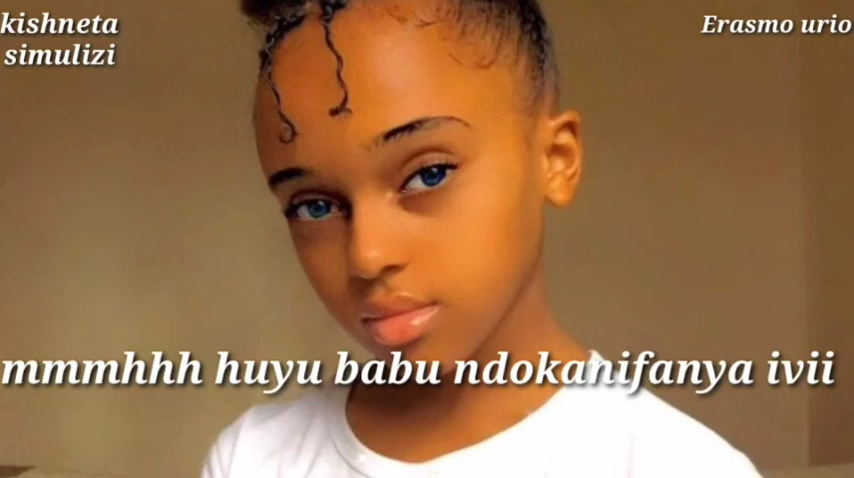 kishneta
simulizi
Erasmo urio
mmmhhh huyu babu ndokanifanya ivii